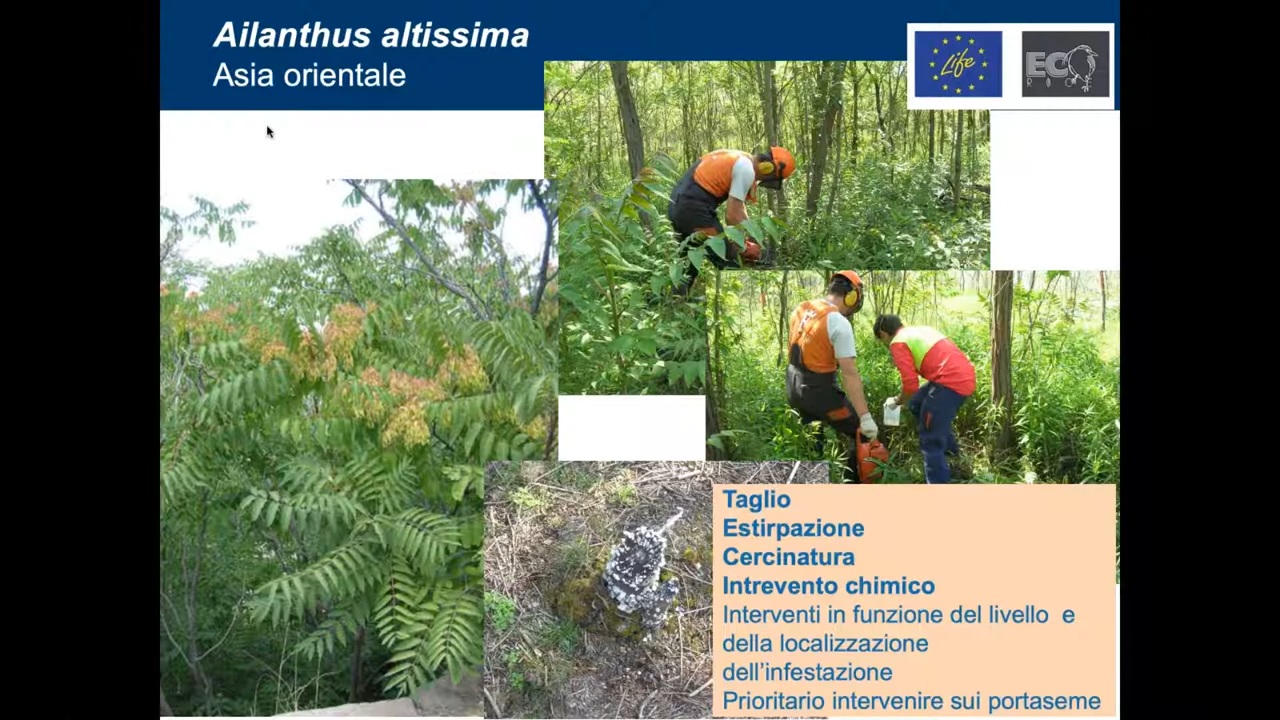 Ailanthus altissima
Asia orientale
Life
ECO
Taglio
Estirpazione
Cercinatura
Intrevento chimico
Interventi in funzione del livello e
della localizzazione
dell’infestazione
Prioritario intervenire sui portaseme